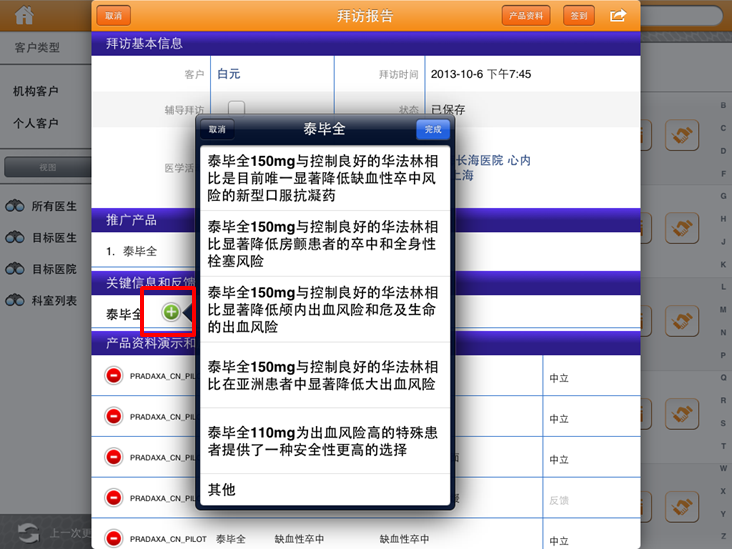 取消
拜访报告
产品资料
签到
客户类型
机构客户
个人客户
视图
所有医生
目标医生
目标医院
科室列表
上一次更
拜访基本信息
客户
白元
拜访时间
2013-10-6 下午7:45
辅导拜访
状态
已保存
医学活
长海医院 心内
上海
推广产品
1. 泰毕全
关键信息和反馈
泰毕全
产品资料演示和
PRADAXA_CN_PIL
中立
PRADAXA_CN_PIL
中立
PRADAXA_CN_PIL
中立
PRADAXA_CN_PIL
反馈
PRADAXA_CN_PILOT
泰毕全
缺血性卒中
缺血性卒中
中立
取消
泰毕全
完成
泰毕全150mg与控制良好的华法林相
比是目前唯一显著降低缺血性卒中风
险的新型口服抗凝药
泰毕全150mg与控制良好的华法林相
比显著降低房颤患者的卒中和全身性
栓塞风险
泰毕全150mg与控制良好的华法林相
比显著降低颅内出血风险和危及生命
的出血风险
泰毕全150mg与控制良好的华法林相
比在亚洲患者中显著降低大出血风险
泰毕全110mg为出血风险高的特殊患
者提供了一种安全性更高的选择
其他
B
C
D
F
G
H
J
K
L
M
N
P
Q
R
S
T
W
X
Y
Z